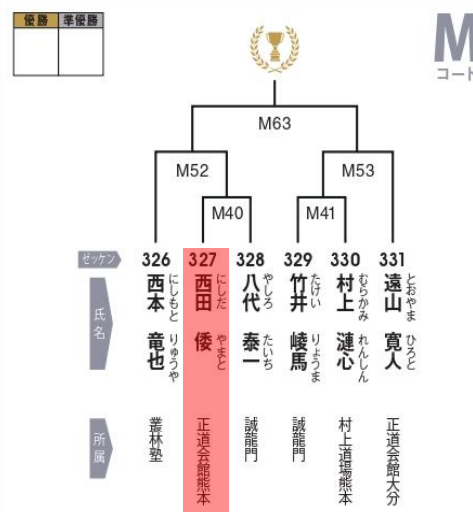 優勝 準優勝
M
コート
M63
M52 M53
M40 M41
ゼッケン 326 327 328 329 330 331
氏名
西本 竜也 にしもと りゅうや
西田 倭 にしだ やまと
八代 泰一 やしろ たいち
竹井 崚馬 たけい りょうま
村上 漣心 むらかみ れんしん
遠山 寛人 とおやま ひろと
所属
叢林塾
正道会館熊本
誠龍門
誠龍門
村上道場熊本
正道会館大分